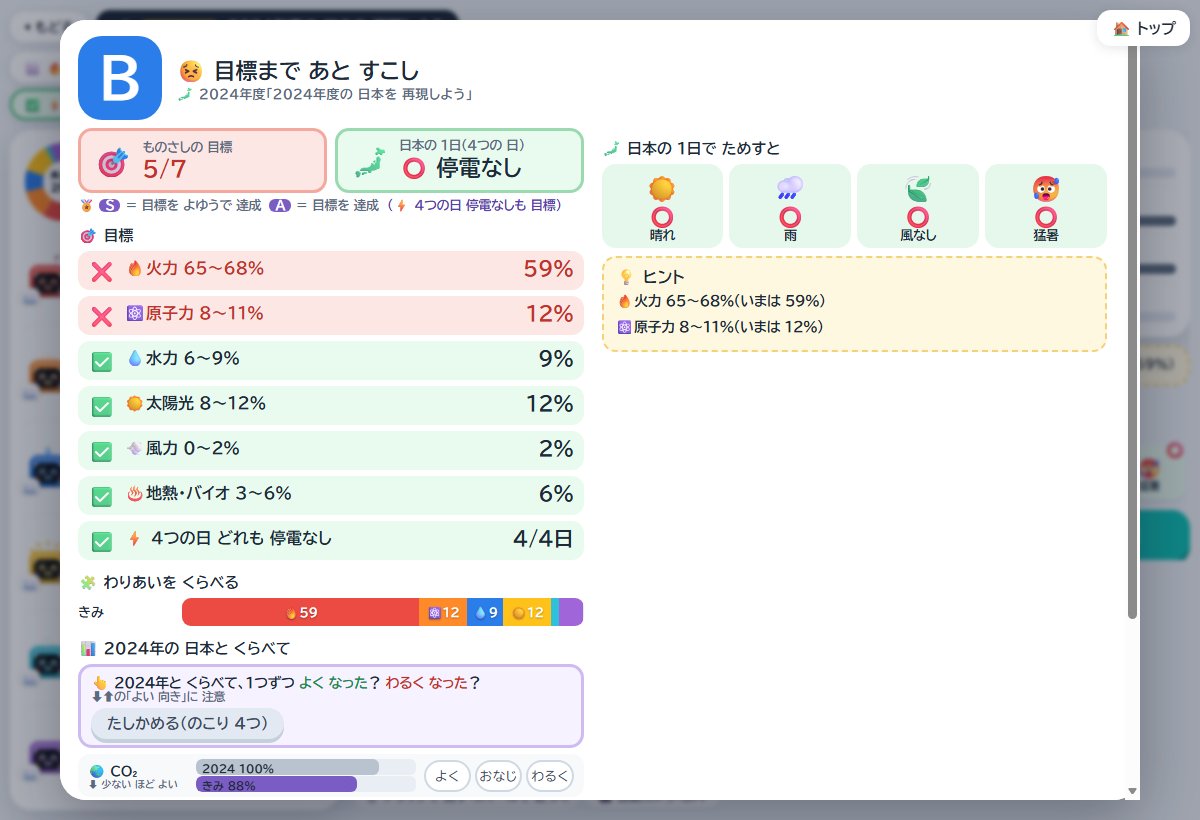 トップ
B
目標まで あと すこし
2024年度「2024年度の 日本を 再現しよう」
ものさしの 目標
5/7
日本の 1日(4つの 日)
停電なし
S = 目標を よゆうで 達成 A = 目標を 達成 ( 4つの日 停電なしも 目標)
目標
火力 65〜68% 59%
原子力 8〜11% 12%
水力 6〜9% 9%
太陽光 8〜12% 12%
風力 0〜2% 2%
地熱・バイオ 3〜6% 6%
4つの日 どれも 停電なし 4/4日
わりあいを くらべる
きみ 59 12 9 12
2024年の 日本と くらべて
2024年と くらべて、1つずつ よく なった? わるく なった?
⬇⬆の「よい 向き」に 注意
たしかめる(のこり 4つ)
CO₂
⬇ 少ない ほど よい
2024 100%
きみ 88%
よく おなじ わるく
日本の 1日で ためすと
晴れ 雨 風なし 猛暑
ヒント
火力 65〜68%(いまは 59%)
原子力 8〜11%(いまは 12%)